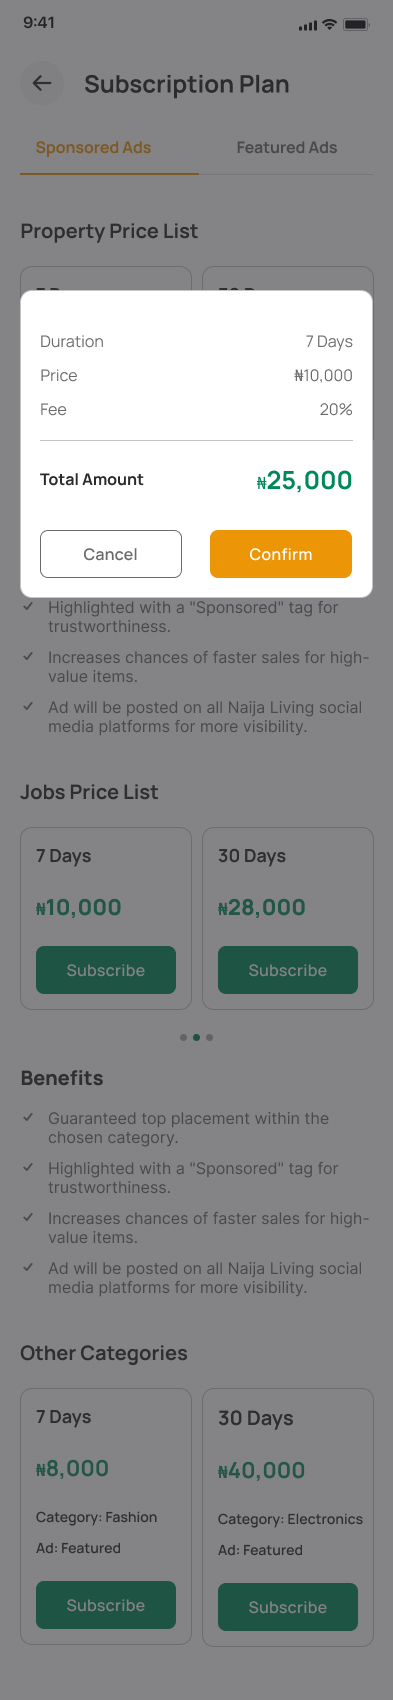 9:41
Subscription Plan
Sponsored Ads
Featured Ads
Property Price List
Duration
7 Days
Price
₦10,000
Fee
20%
Total Amount
₦25,000
Cancel
Confirm
Highlighted with a "Sponsored" tag for
trustworthiness.
Increases chances of faster sales for high-
value items.
Ad will be posted on all Naija Living social
media platforms for more visibility.
Jobs Price List
7 Days
30 Days
₦10,000
₦28,000
Subscribe
Subscribe
Benefits
Guaranteed top placement within the
chosen category.
Highlighted with a "Sponsored" tag for
trustworthiness.
Increases chances of faster sales for high-
value items.
Ad will be posted on all Naija Living social
media platforms for more visibility.
Other Categories
7 Days
₦8,000
Category: Fashion
Ad: Featured
Subscribe
30 Days
₦40,000
Category: Electronics
Ad: Featured
Subscribe